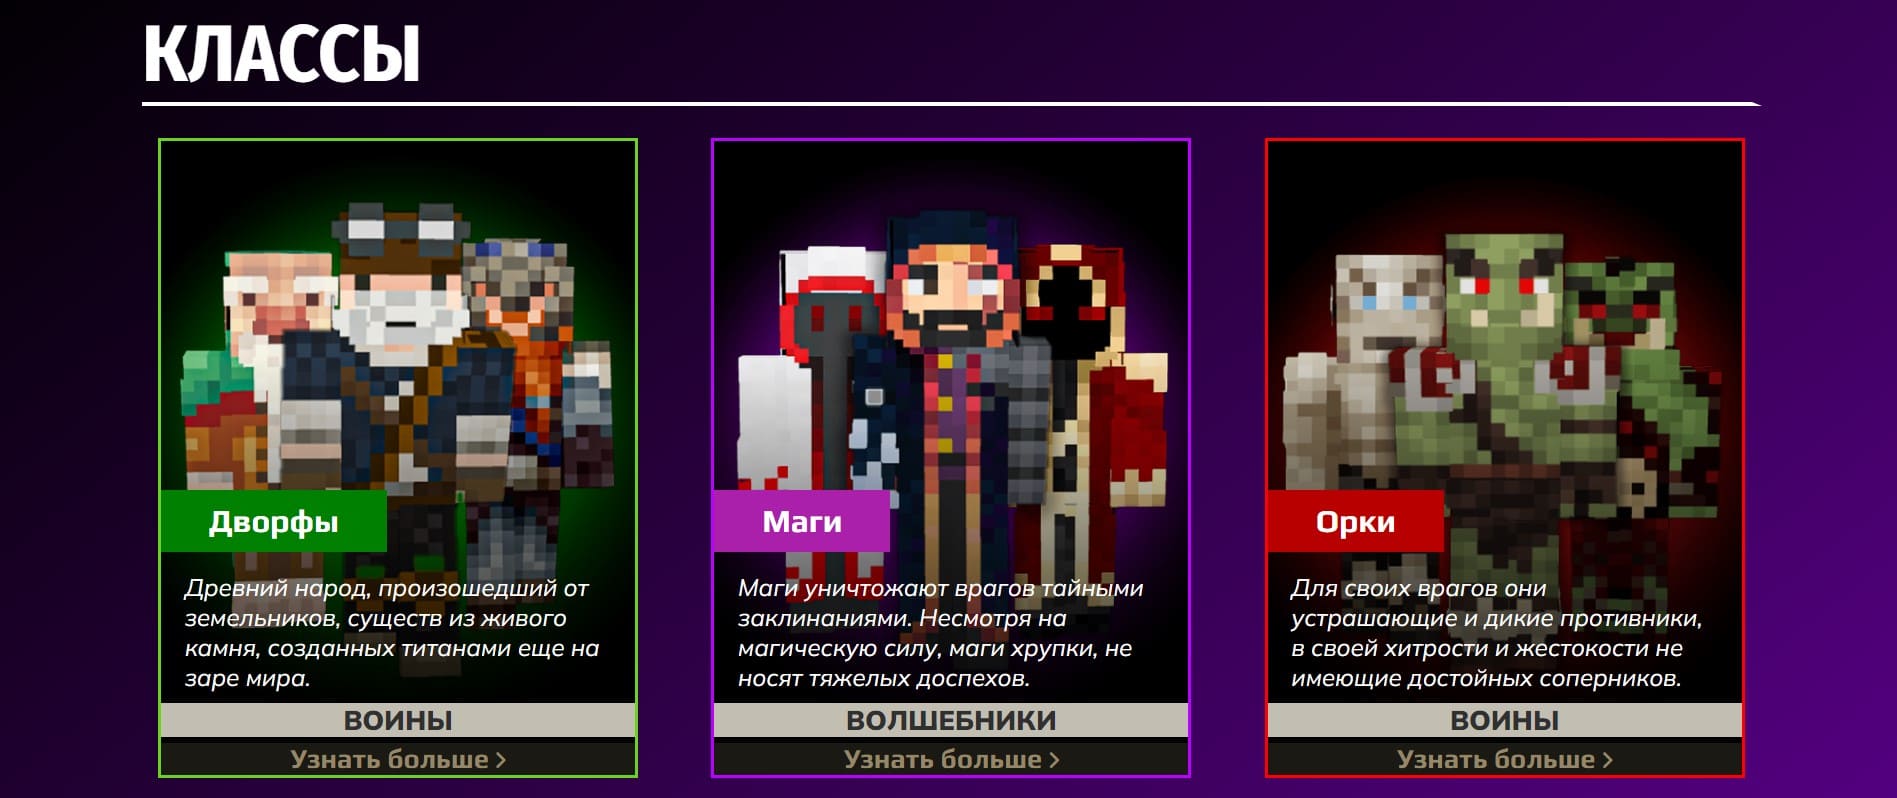 КЛАССЫ
Дворфы
Древний народ, произошедший от
земельников, существ из живого
камня, созданных титанами еще на
заре мира.
ВОИНЫ
Узнать больше >
Маги
Маги уничтожают врагов тайными
заклинаниями. Несмотря на
магическую силу, маги хрупки, не
носят тяжелых доспехов.
ВОЛШЕБНИКИ
Узнать больше >
Орки
Для своих врагов они
устрашающие и дикие противники,
в своей хитрости и жестокости не
имеющие достойных соперников.
ВОИНЫ
Узнать больше >